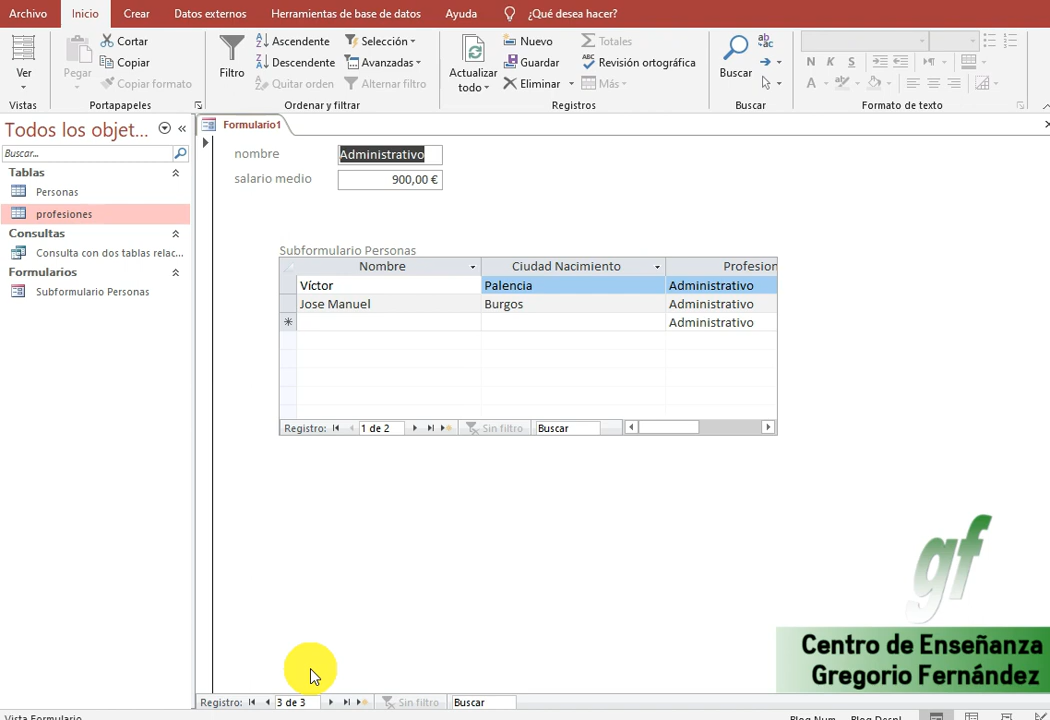 Archivo Inicio Crear Datos externos Herramientas de base de datos Ayuda ¿Qué desea hacer?
Ver
Vistas
Pegar
Cortar
Copiar
Copiar formato
Portapapeles
Filtro
Ascendente
Descendente
Quitar orden
Selección
Avanzadas
Alternar filtro
Ordenar y filtrar
Actualizar
todo
Nuevo
Guardar
Eliminar
Totales
Revisión ortográfica
Más
Registros
Buscar
Buscar
N K S
A
Formato de texto
Todos los objet... «
Buscar...
Tablas
Personas
profesiones
Consultas
Consulta con dos tablas relac...
Formularios
Subformulario Personas
Formulario1
nombre Administrativo
salario medio 900,00 €
Subformulario Personas
Nombre Ciudad Nacimiento Profesion
Víctor Palencia Administrativo
Jose Manuel Burgos Administrativo
Administrativo
Registro: 1 de 2 Sin filtro Buscar
gf
Centro de Enseñanza
Gregorio Fernández
Registro: 3 de 3 Sin filtro Buscar
Vista Formulario Bloq Num Bloq Despl